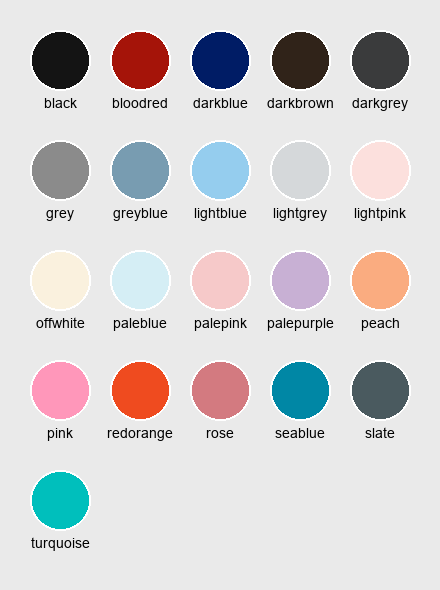 black bloodred darkblue darkbrown darkgrey
grey greyblue lightblue lightgrey lightpink
offwhite paleblue palepink palepurple peach
pink redorange rose seablue slate
turquoise